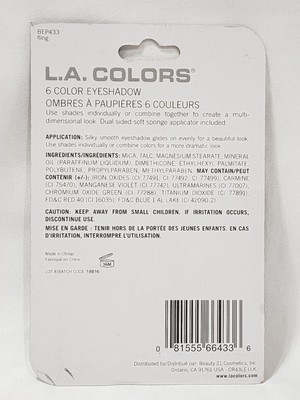 BEP433
fling
L.A. COLORS®
6 COLOR EYESHADOW
OMBRES À PAUPIÈRES 6 COULEURS
Use shades individually or combine together to create a multi-
dimensional look. Dual sided soft sponge applicator included.
APPLICATION: Silky smooth eyeshadow glides on evenly for a beautiful look.
Use shades individually or combine colors for a more dramatic look.
INGREDIENTS/INGRÉDIENTS: MICA, TALC, MAGNESIUM STEARATE, MINERAL
OIL (PARAFFINUM LIQUIDUM), DIMETHICONE, ETHYLHEXYL PALMITATE,
POLYBUTENE, PROPYLPARABEN, METHYLPARABEN. MAY CONTAIN/PEUT
CONTENIR (+/-): IRON OXIDES (CI 77491, CI 77492, CI 77499), CARMINE
(CI 75470), MANGANESE VIOLET (CI 77742), ULTRAMARINES (CI 77007),
CHROMIUM OXIDE GREEN (CI 77288), TITANIUM DIOXIDE (CI 77891),
FD&C RED 40 (CI 16035), FD&C BLUE 1 AL LAKE (CI 42090:2)
CAUTION: KEEP AWAY FROM SMALL CHILDREN. IF IRRITATION OCCURS,
DISCONTINUE USE.
MISE EN GARDE : TENIR HORS DE LA PORTÉE DES JEUNES ENFANTS. EN CAS
D'IRRITATION, INTERROMPRE L'UTILISATION.
Made in China/
Fabriqué en Chine
24M
LOT #/BATCH CODE: 18816
0 81555 66433 6
Distributed by/Distribué par: Beauty 21 Cosmetics, Inc.
Ontario, CA 91761 USA - CR43LE U.K.
www.lacolors.com